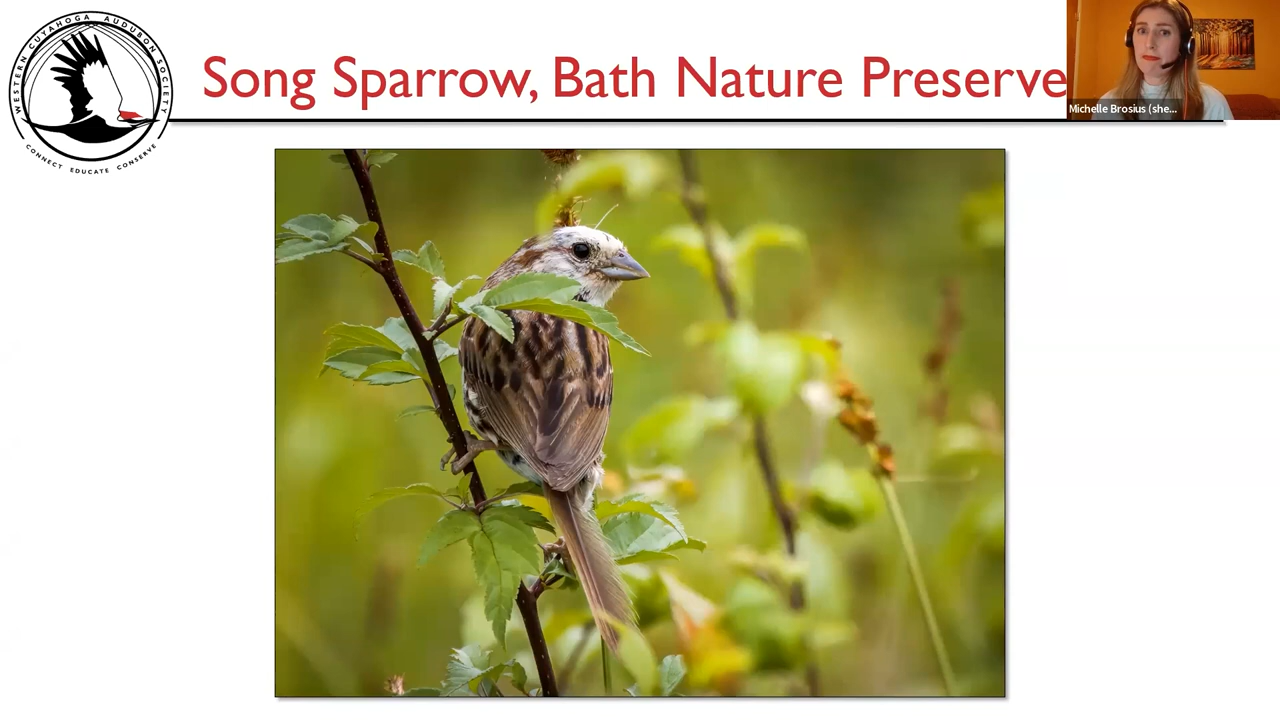 WESTERN CUYAHOGA AUDUBON SOCIETY
CONNECT EDUCATE CONSERVE
Song Sparrow, Bath Nature Preserve
Michelle Brosius (she...